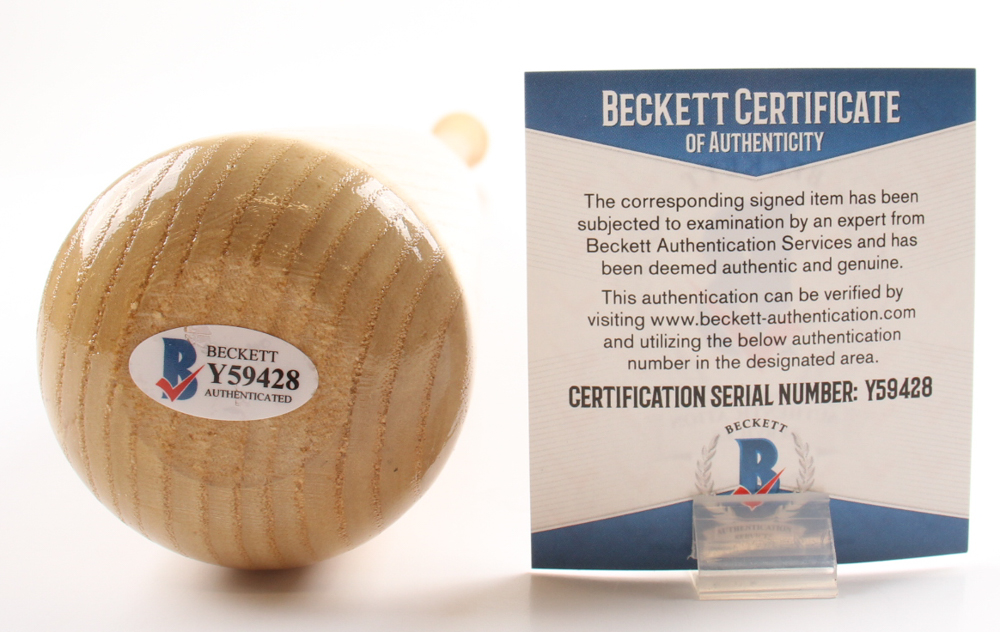 BECKETT
Y59428
AUTHENTICATED
BECKETT CERTIFICATE
OF AUTHENTICITY
The corresponding signed item has been
subjected to examination by an expert from
Beckett Authentication Services and has
been deemed authentic and genuine.
This authentication can be verified by
visiting www.beckett-authentication.com
and utilizing the below authentication
number in the designated area.
CERTIFICATION SERIAL NUMBER: Y59428
BECKETT
B
AUTHENTICATION